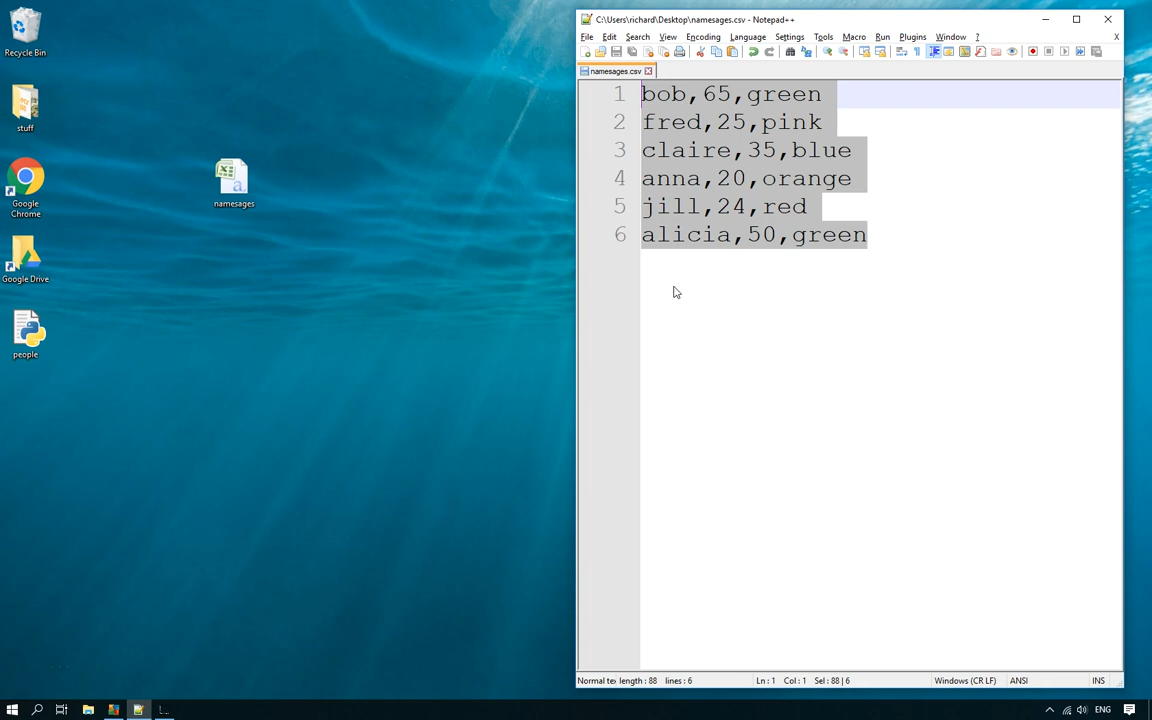 Recycle Bin
stuff
Google
Chrome
Google Drive
people
namesages
C:\Users\richard\Desktop\namesages.csv - Notepad++
File Edit Search View Encoding Language Settings Tools Macro Run Plugins Window ? X
namesages.csv
1 bob,65,green
2 fred,25,pink
3 claire,35,blue
4 anna,20,orange
5 jill,24,red
6 alicia,50,green
Normal te: length : 88 lines : 6 Ln : 1 Col : 1 Sel : 88 | 6 Windows (CR LF) ANSI INS
ENG